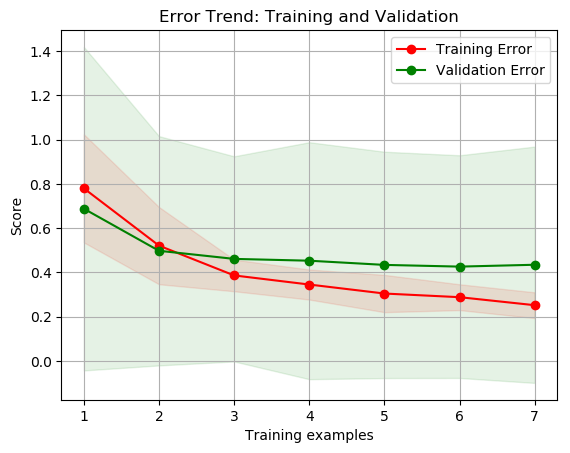 Error Trend: Training and Validation
Training Error
Validation Error
Score
1.4
1.2
1.0
0.8
0.6
0.4
0.2
0.0
1 2 3 4 5 6 7
Training examples